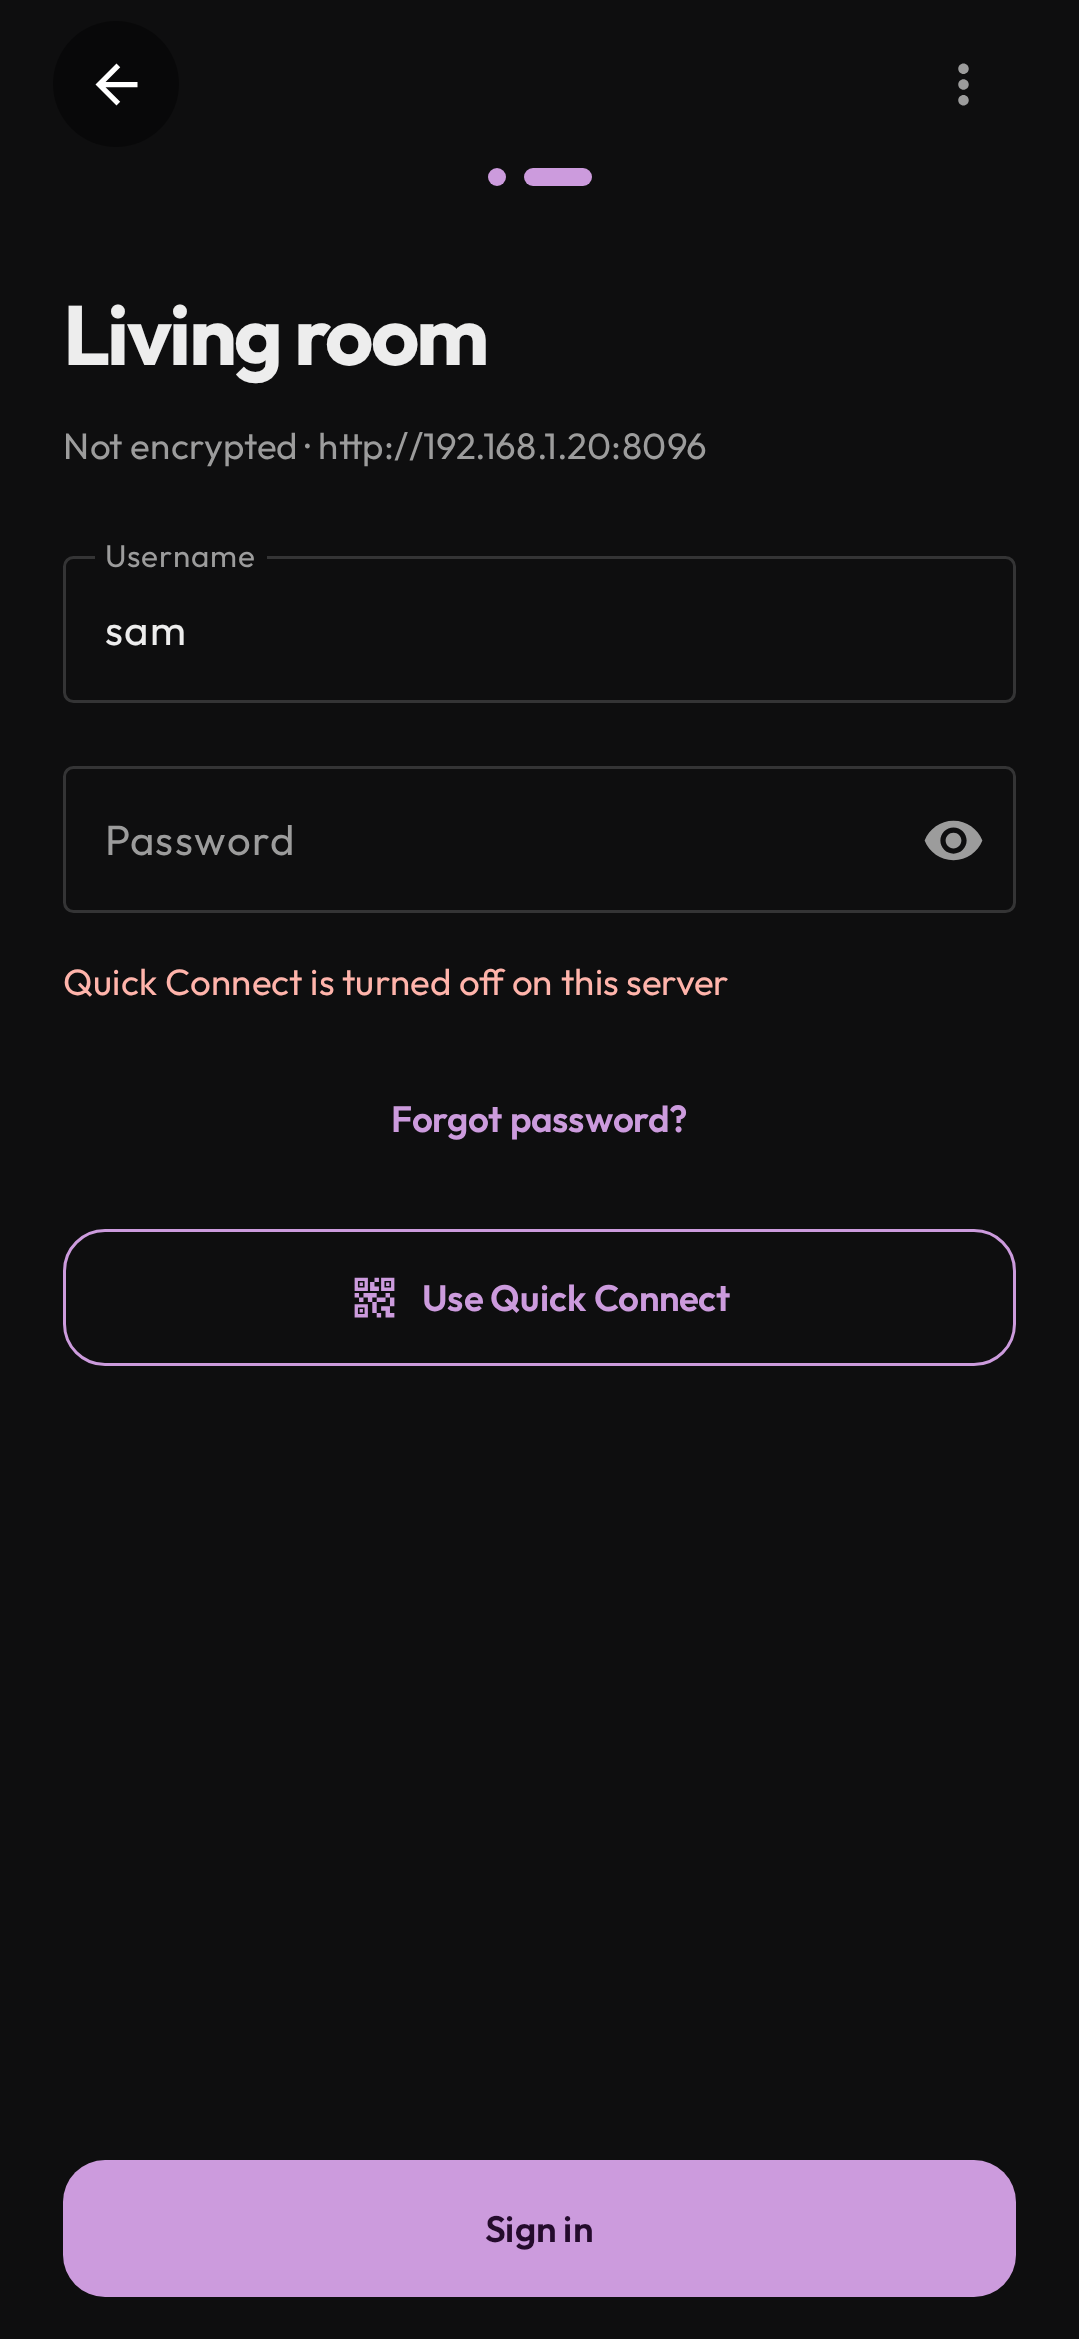 Living room
Not encrypted · http://192.168.1.20:8096
Username
sam
Password
Quick Connect is turned off on this server
Forgot password?
Use Quick Connect
Sign in